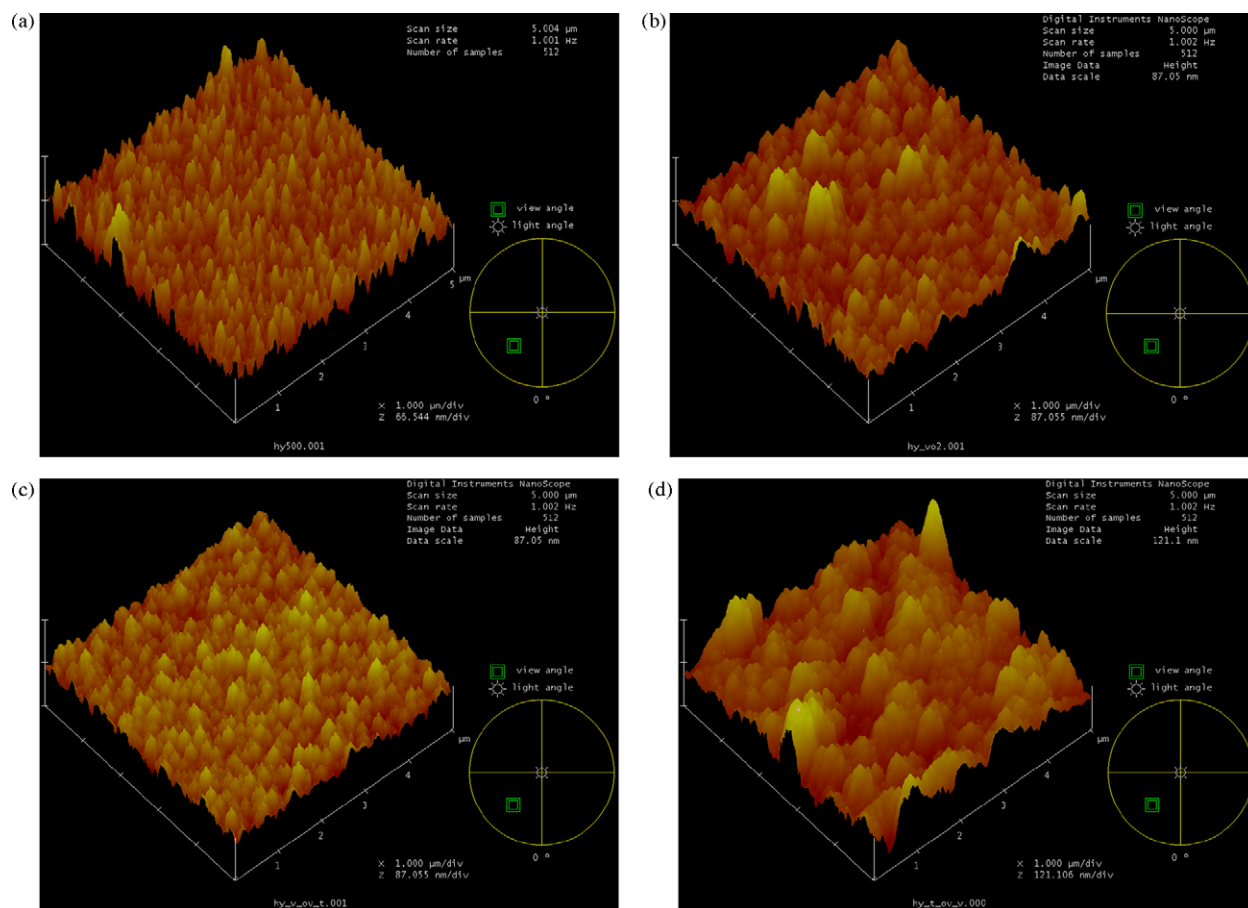 (a)
Scan size 5.004 µm
Scan rate 1.001 Hz
Number of samples 512
view angle
light angle
µm
5
4
3
2
1
X 1.000 µm/div
Z 66.544 nm/div
0 °
hy500.001
(b)
Digital Instruments NanoScope
Scan size 5.000 µm
Scan rate 1.002 Hz
Number of samples 512
Image Data Height
Data scale 87.05 nm
view angle
light angle
µm
4
3
2
1
X 1.000 µm/div
Z 87.055 nm/div
0 °
hy_vo2.001
(c)
Digital Instruments NanoScope
Scan size 5.000 µm
Scan rate 1.002 Hz
Number of samples 512
Image Data Height
Data scale 87.05 nm
view angle
light angle
µm
4
3
2
1
X 1.000 µm/div
Z 87.055 nm/div
0 °
hy_v_ov_t.001
(d)
Digital Instruments NanoScope
Scan size 5.000 µm
Scan rate 1.002 Hz
Number of samples 512
Image Data Height
Data scale 121.1 nm
view angle
light angle
µm
4
3
2
1
X 1.000 µm/div
Z 121.106 nm/div
0 °
hy_t_ov_v.000